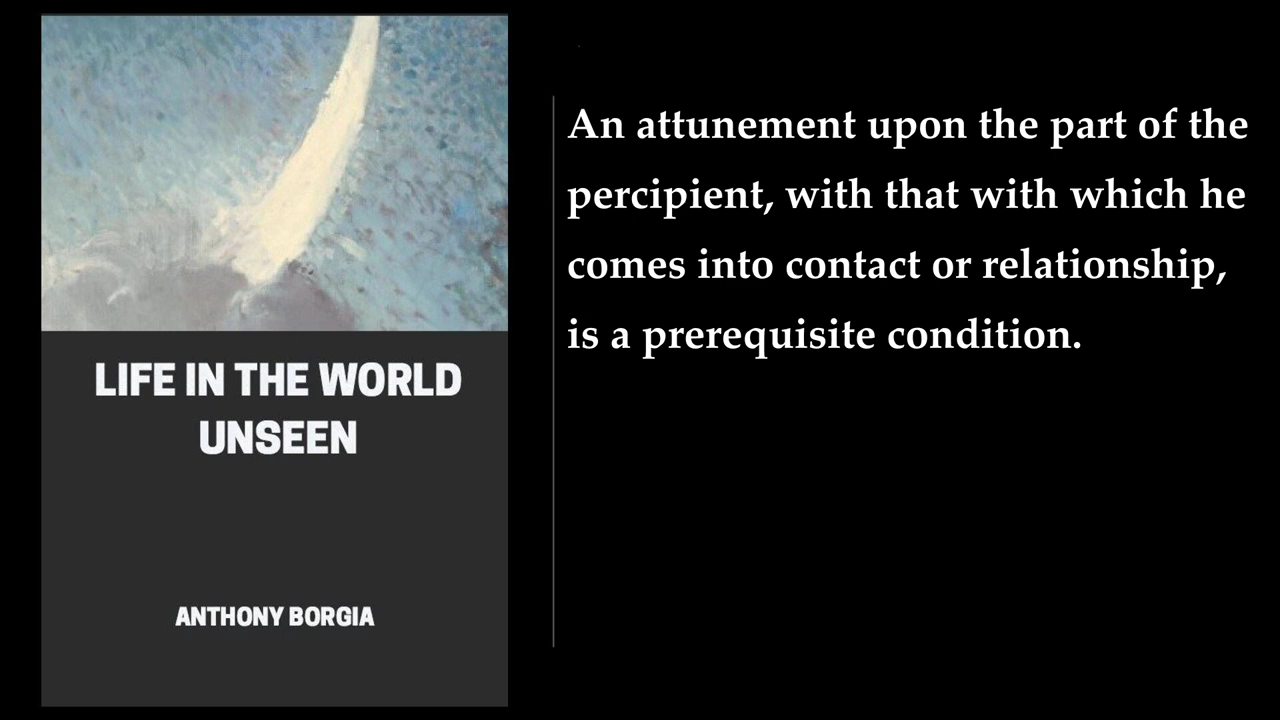 LIFE IN THE WORLD
UNSEEN
ANTHONY BORGIA
An attunement upon the part of the
percipient, with that with which he
comes into contact or relationship,
is a prerequisite condition.